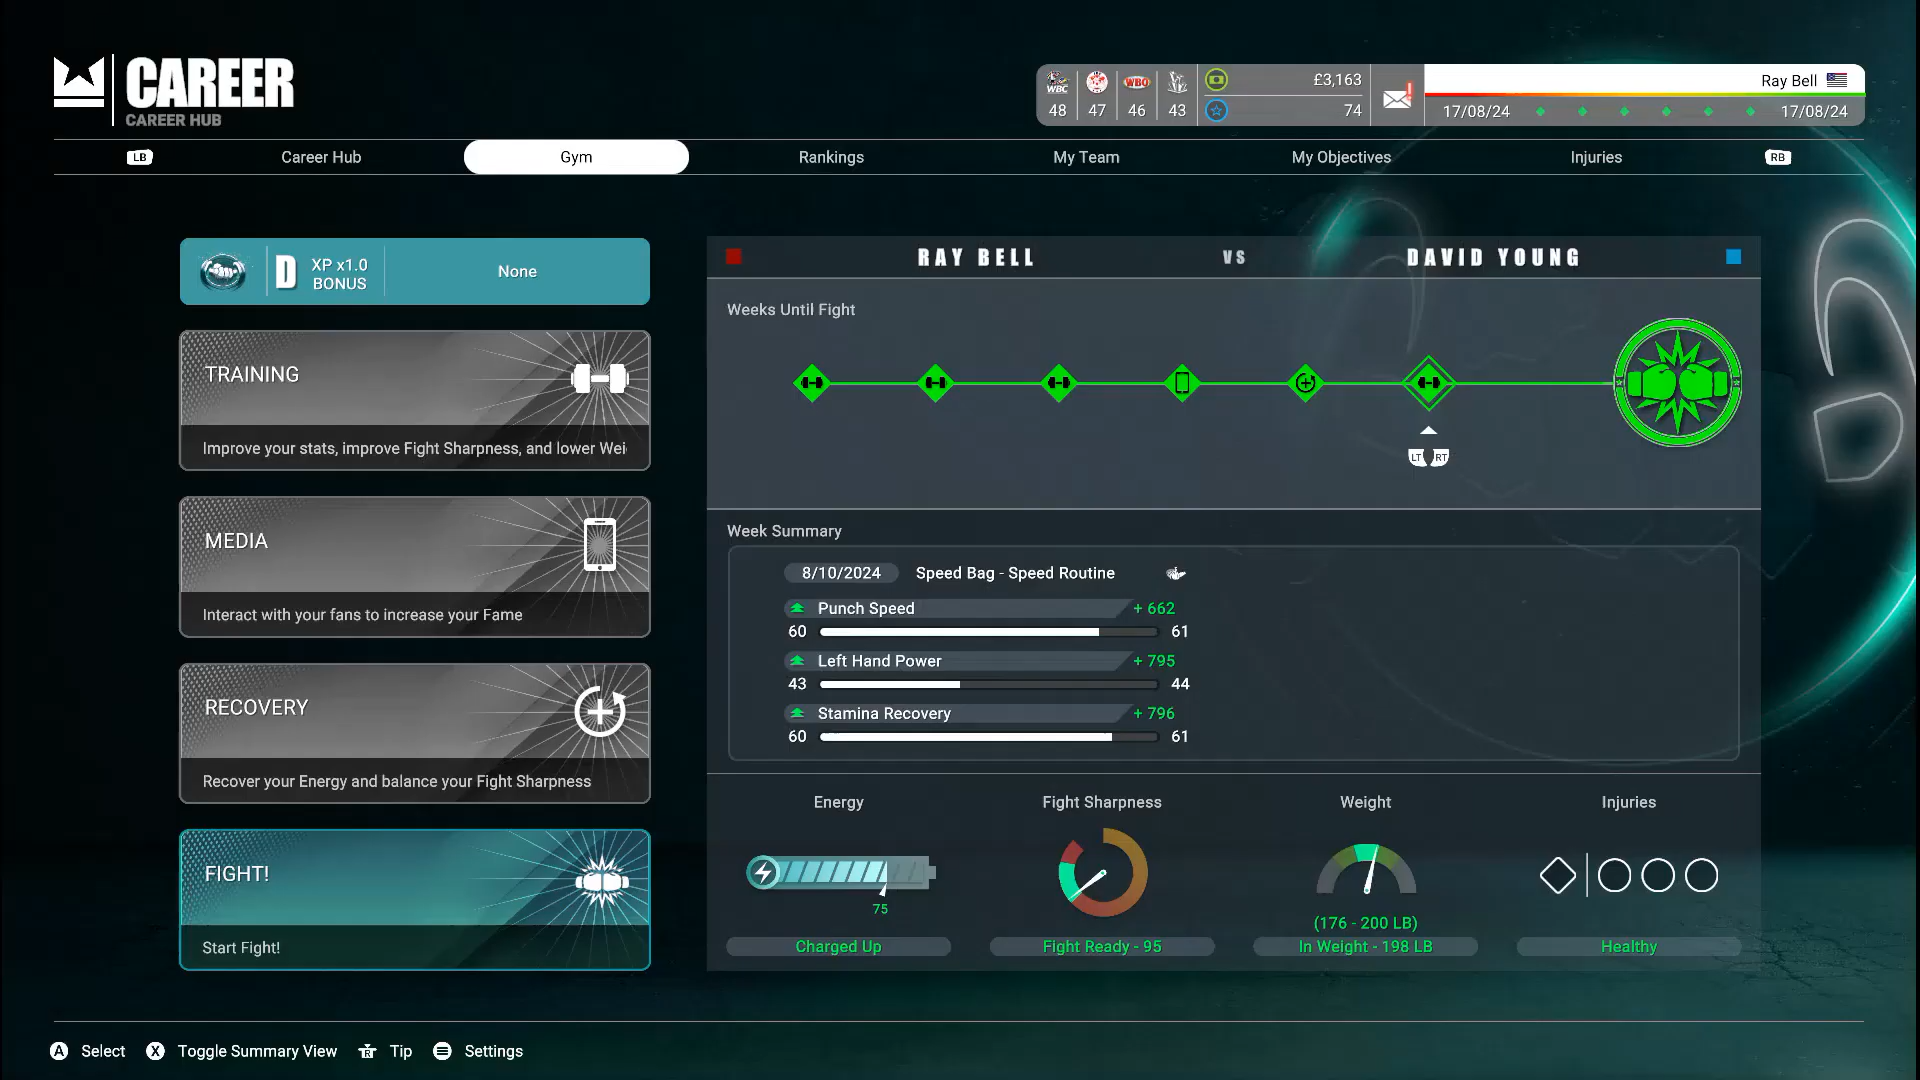 CAREER
CAREER HUB
WBC
WBO
48
47
46
43
£3,163
74
Ray Bell
17/08/24
17/08/24
LB
Career Hub
Gym
Rankings
My Team
My Objectives
Injuries
RB
D
XP x1.0
BONUS
None
TRAINING
Improve your stats, improve Fight Sharpness, and lower Wei
MEDIA
Interact with your fans to increase your Fame
RECOVERY
Recover your Energy and balance your Fight Sharpness
FIGHT!
Start Fight!
RAY BELL
VS
DAVID YOUNG
Weeks Until Fight
LT RT
Week Summary
8/10/2024
Speed Bag - Speed Routine
Punch Speed
+ 662
60
61
Left Hand Power
+ 795
43
44
Stamina Recovery
+ 796
60
61
Energy
Fight Sharpness
Weight
Injuries
75
(176 - 200 LB)
Charged Up
Fight Ready - 95
In Weight - 198 LB
Healthy
A Select
X Toggle Summary View
R Tip
Settings